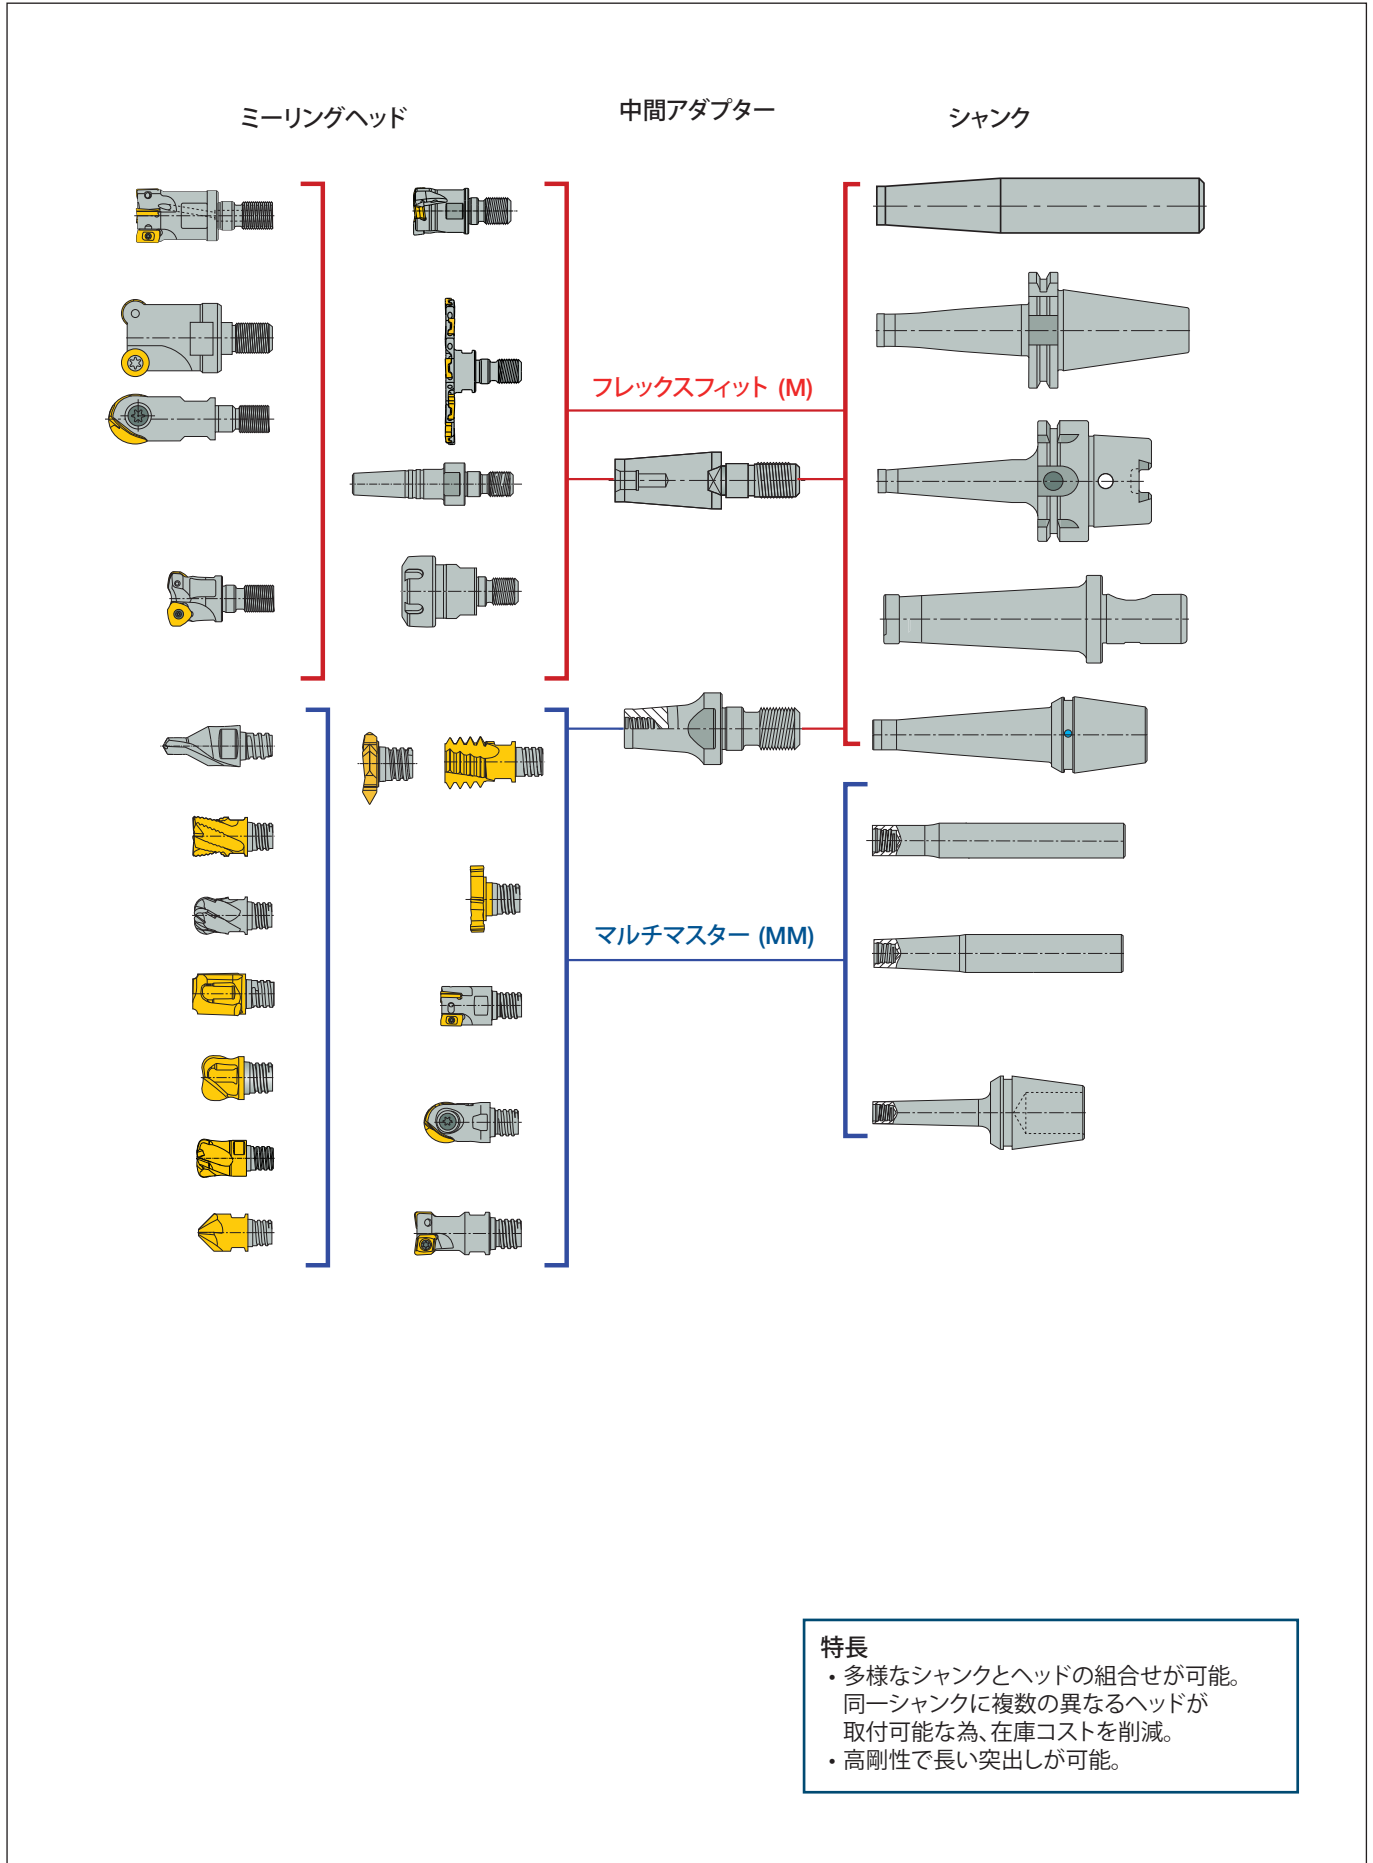 ミーリングヘッド
中間アダプター
シャンク
フレックスフィット (M)
マルチマスター (MM)
特長
・多様なシャンクとヘッドの組合せが可能。
同一シャンクに複数の異なるヘッドが
取付可能な為、在庫コストを削減。
・高剛性で長い突出しが可能。